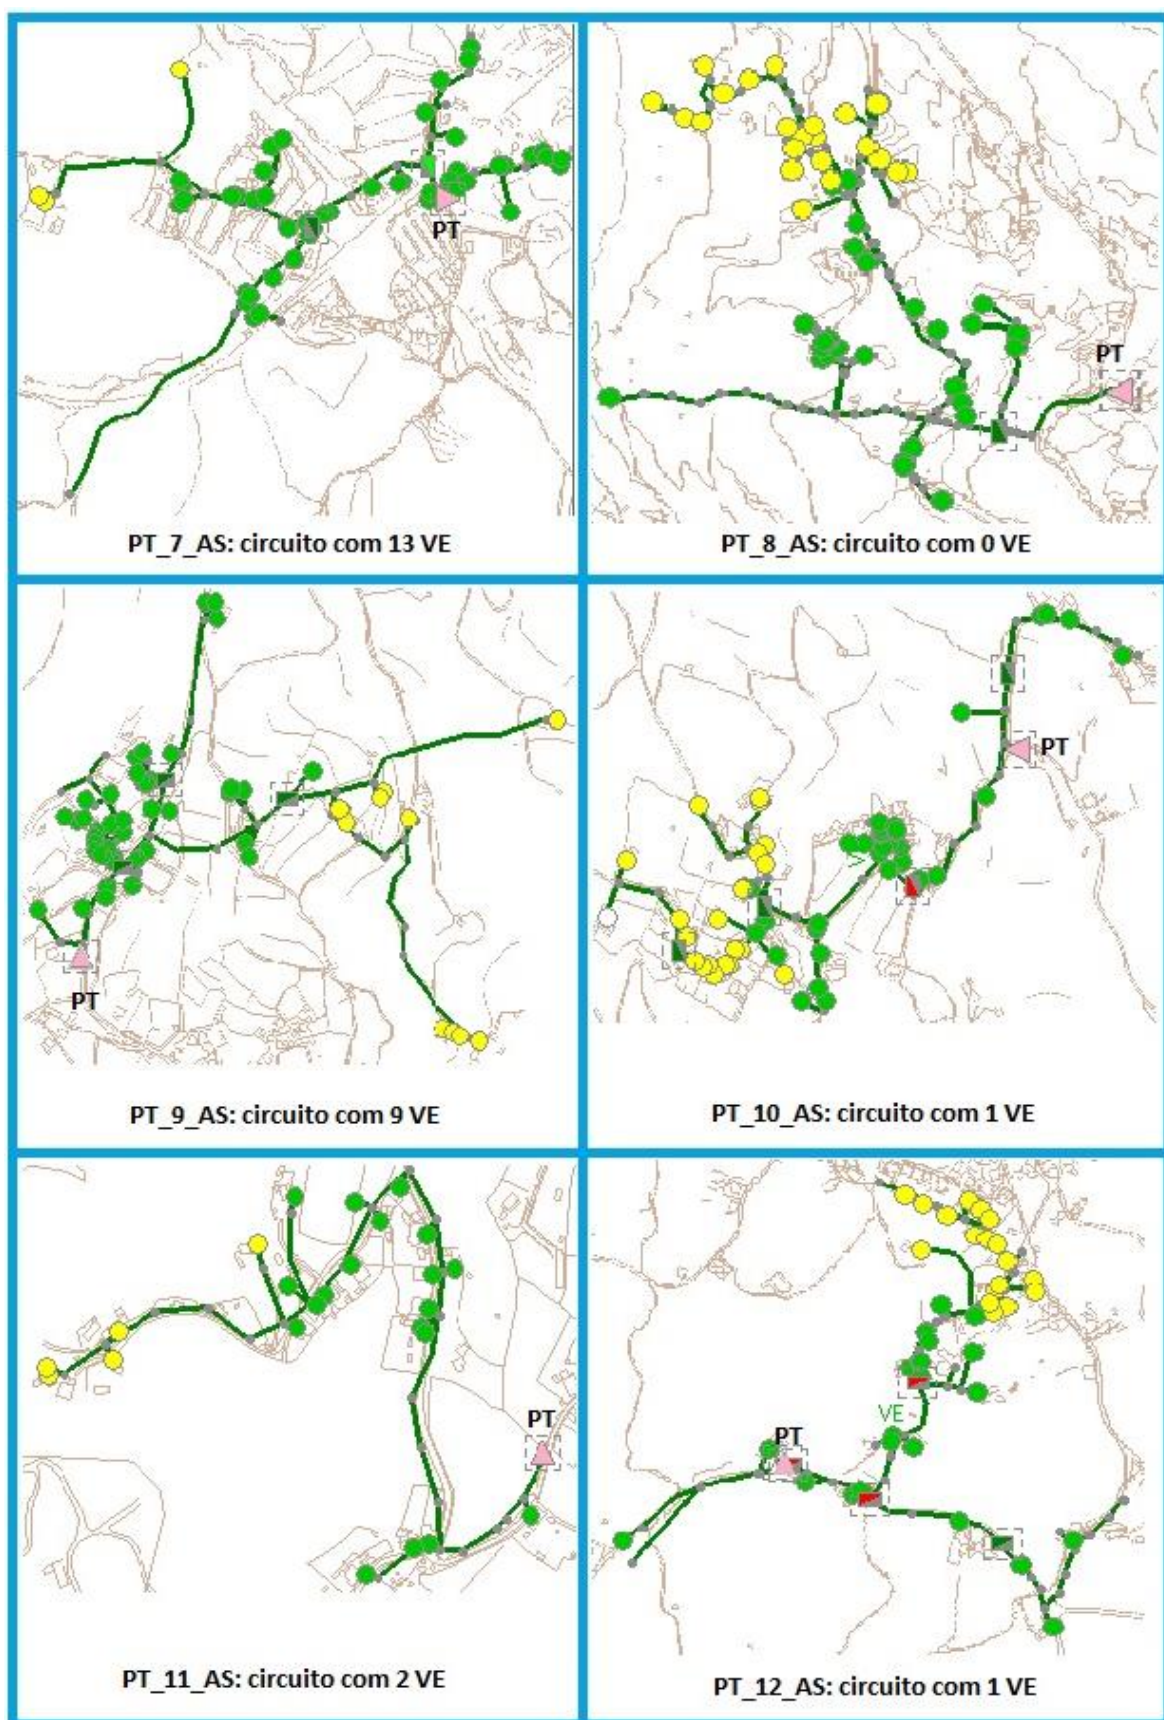 PT
PT_7_AS: circuito com 13 VE
PT
PT_8_AS: circuito com 0 VE
PT
PT_9_AS: circuito com 9 VE
PT
PT_10_AS: circuito com 1 VE
PT
PT_11_AS: circuito com 2 VE
VE
PT
PT_12_AS: circuito com 1 VE